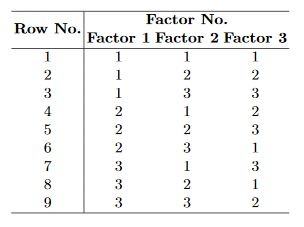 Factor No.
Row No. Factor 1 Factor 2 Factor 3
1 1 1 1
2 1 2 2
3 1 3 3
4 2 1 2
5 2 2 3
6 2 3 1
7 3 1 3
8 3 2 1
9 3 3 2